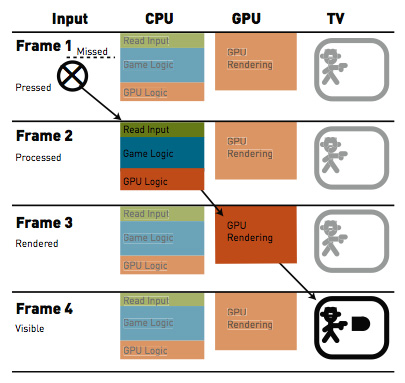 Input CPU GPU TV
Frame 1
Missed
Pressed
Read Input
Game Logic
GPU Logic
GPU
Rendering
Frame 2
Processed
Read Input
Game Logic
GPU Logic
GPU
Rendering
Frame 3
Rendered
Read Input
Game Logic
GPU Logic
GPU
Rendering
Frame 4
Visible
Read Input
Game Logic
GPU Logic
GPU
Rendering